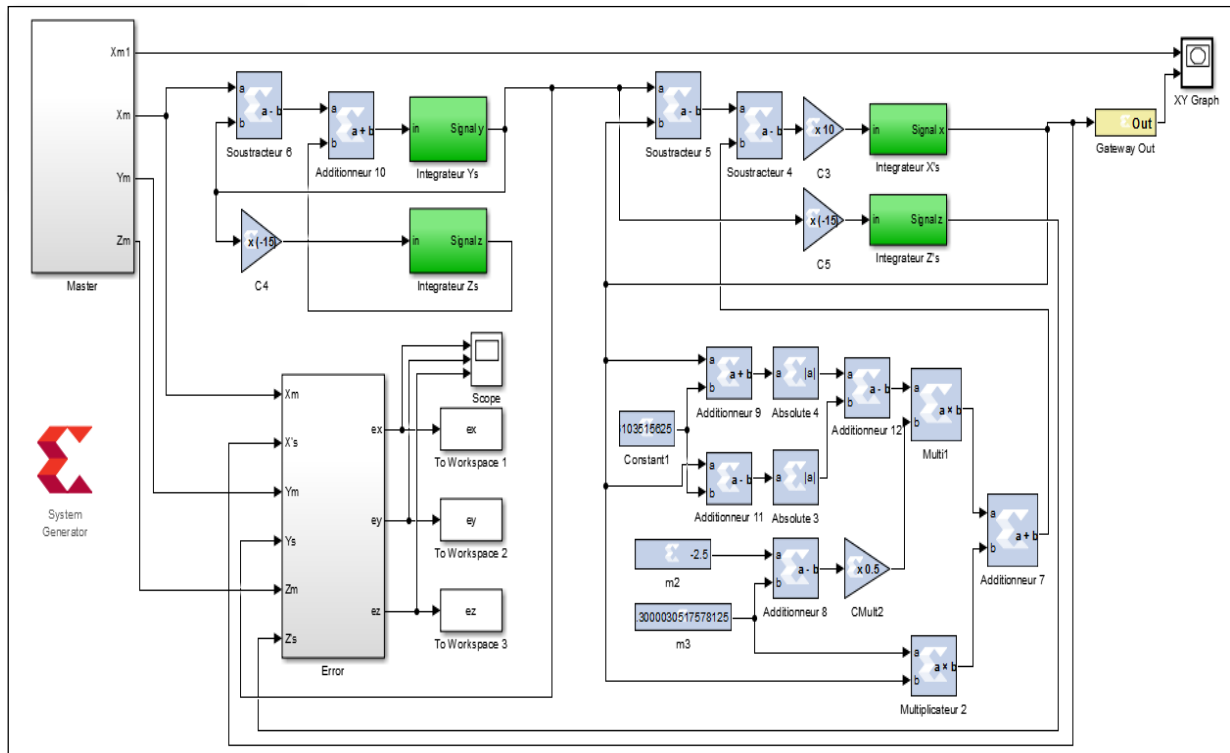 Xm1
Xm
Ym
Zm
Master
a
b
a - b
Soustracteur 6
a
b
a + b
Additionneur 10
in
Signal y
Integrateur Ys
x (-15)
C4
in
Signal z
Integrateur Zs
a
b
a - b
Soustracteur 5
a
b
a - b
Soustracteur 4
x 10
C3
in
Signal x
Integrateur X's
x (-15)
C5
in
Signal z
Integrateur Z's
Out
Gateway Out
XY Graph
System
Generator
Xm
X's
Ym
Ys
Zm
Zs
ex
ey
ez
Error
Scope
ex
To Workspace 1
ey
To Workspace 2
ez
To Workspace 3
a
b
a + b
Additionneur 9
a
|a|
Absolute 4
a
b
a - b
Additionneur 12
a
b
a × b
Multi1
103515625
Constant1
a
b
a - b
Additionneur 11
a
|a|
Absolute 3
-2.5
m2
a
b
a - b
Additionneur 8
x 0.5
CMult2
.3000030517578125
m3
a
b
a × b
Multiplicateur 2
a
b
a + b
Additionneur 7